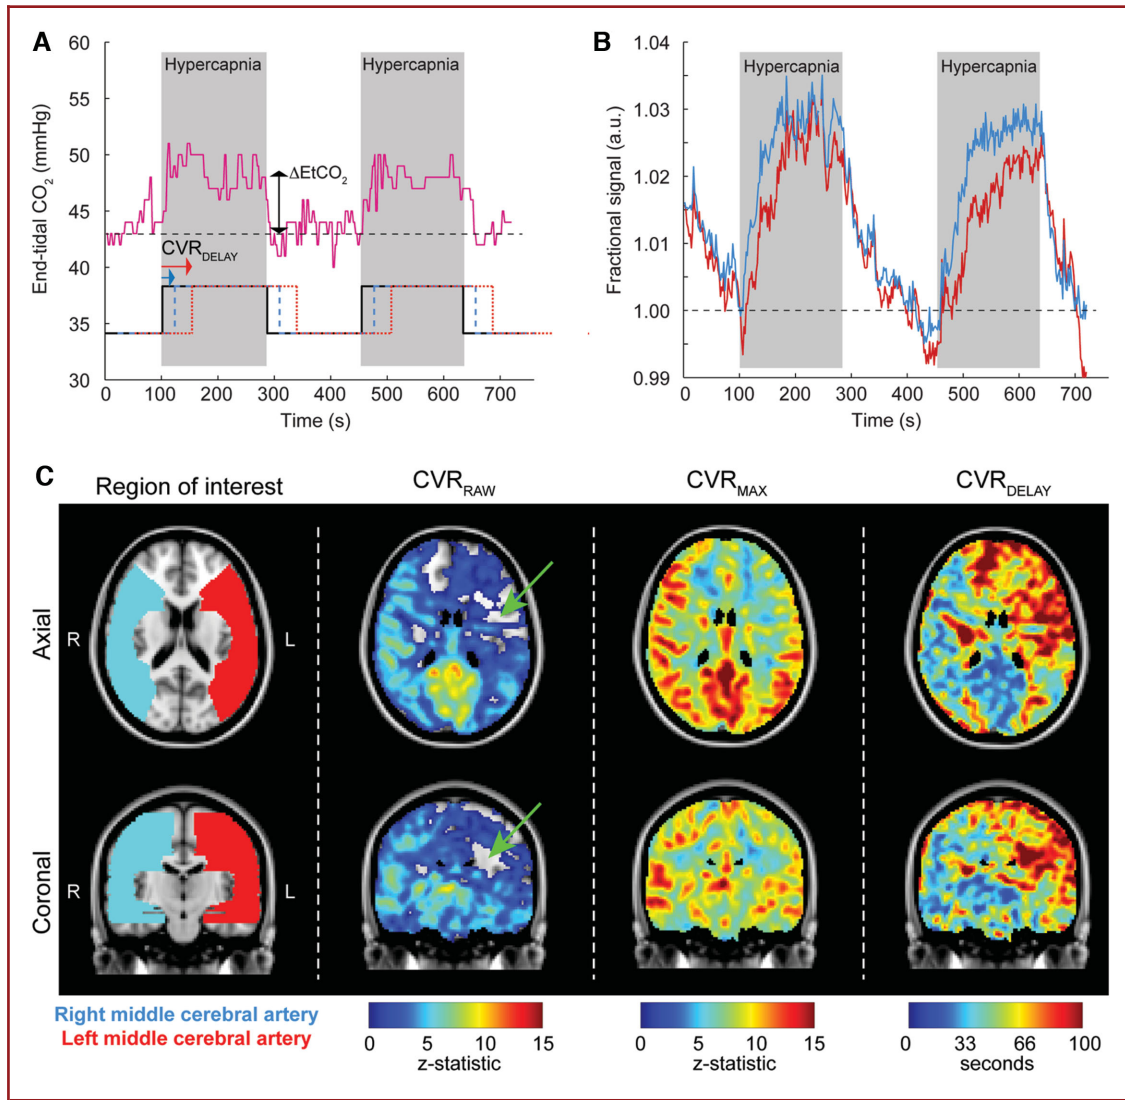 A
60
55
50
45
40
35
30
End-tidal CO2 (mmHg)
Hypercapnia
Hypercapnia
ΔEtCO2
CVRDELAY
0
100
200
300
400
500
600
700
Time (s)
B
1.04
1.03
1.02
1.01
1.00
0.99
Fractional signal (a.u.)
Hypercapnia
Hypercapnia
0
100
200
300
400
500
600
700
Time (s)
C
Region of interest
CVRRAW
CVRMAX
CVRDELAY
Axial
R
L
Coronal
R
L
Right middle cerebral artery
Left middle cerebral artery
0 5 10 15
z-statistic
0 5 10 15
z-statistic
0 33 66 100
seconds